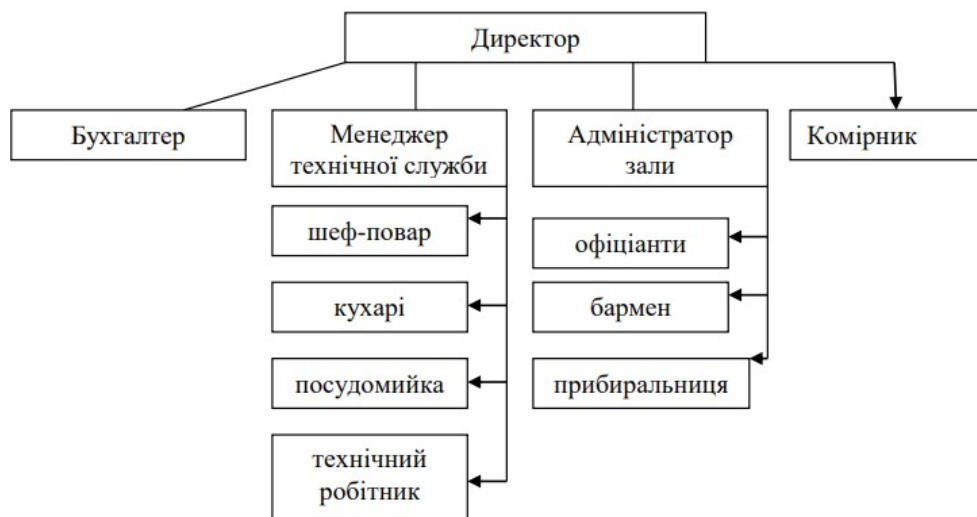 Директор
Бухгалтер
Менеджер
технічної служби
Адміністратор
зали
Комірник
шеф-повар
кухарі
посудомийка
технічний
робітник
офіціанти
бармен
прибиральниця